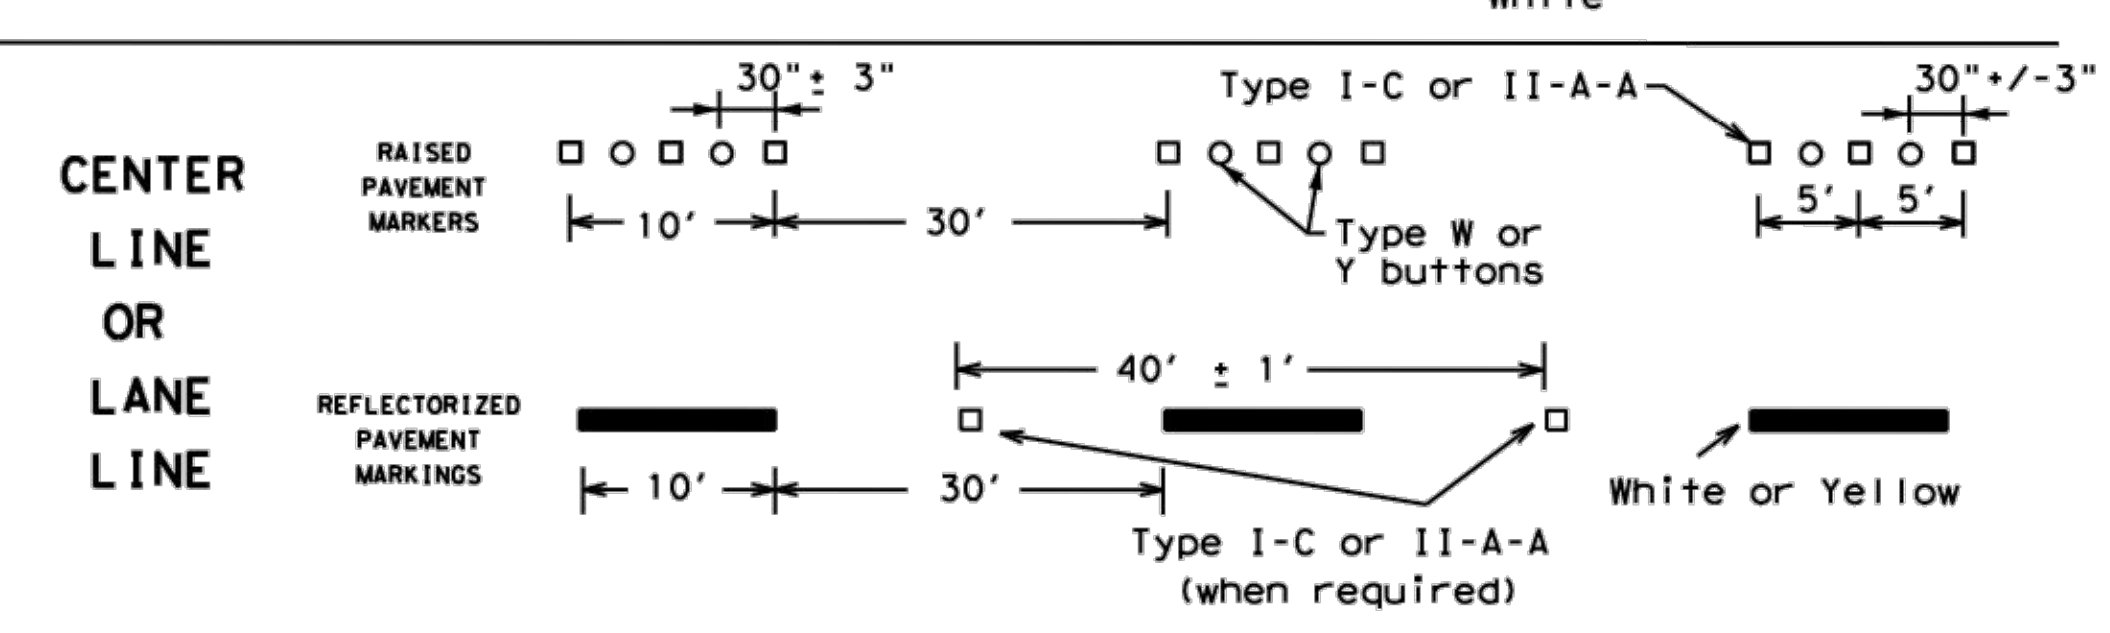 White
30"± 3"
Type I-C or II-A-A
30"+/-3"
CENTER
LINE
OR
LANE
LINE
RAISED
PAVEMENT
MARKERS
10'
30'
Type W or
Y buttons
5'
5'
40' ± 1'
REFLECTORIZED
PAVEMENT
MARKINGS
10'
30'
Type I-C or II-A-A
(when required)
White or Yellow